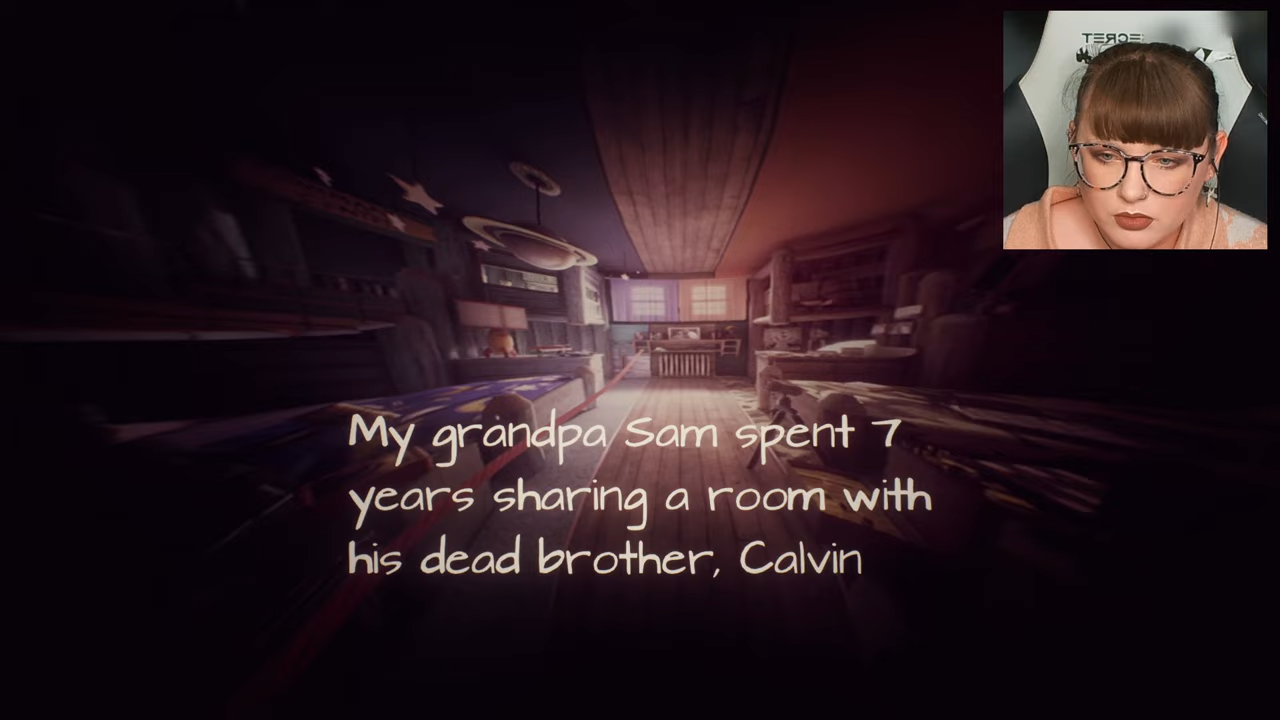 My grandpa Sam spent 7
years sharing a room with
his dead brother, Calvin